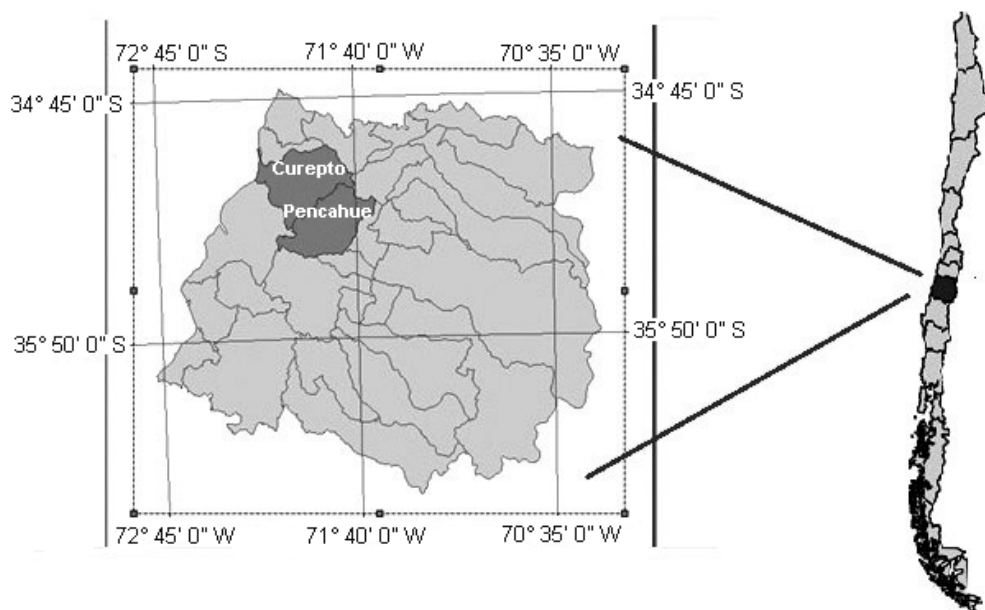 72° 45' 0" S 71° 40' 0" W 70° 35' 0" W
34° 45' 0" S 34° 45' 0" S
Curepto
Pencahue
35° 50' 0" S 35° 50' 0" S
72° 45' 0" W 71° 40' 0" W 70° 35' 0" W